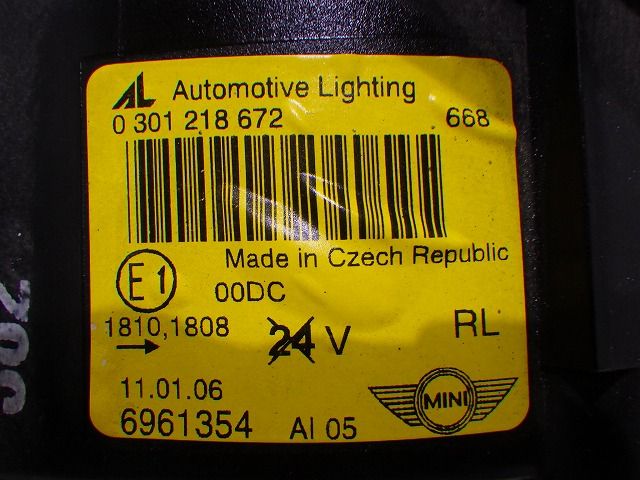 AL Automotive Lighting
0 301 218 672 668
Made in Czech Republic
E1 00DC
1810,1808 24 V RL
→
11.01.06
6961354 AI 05
MINI